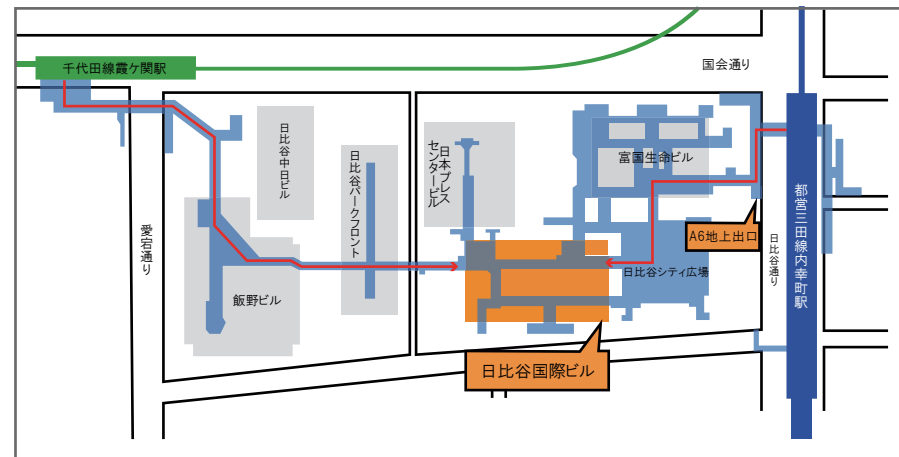 千代田線霞ケ関駅
国会通り
日比谷中日ビル
日比谷パークフロント
日本プレス
センタービル
富国生命ビル
愛宕通り
A6地上出口
日比谷通り
都営三田線内幸町駅
日比谷シティ広場
飯野ビル
日比谷国際ビル